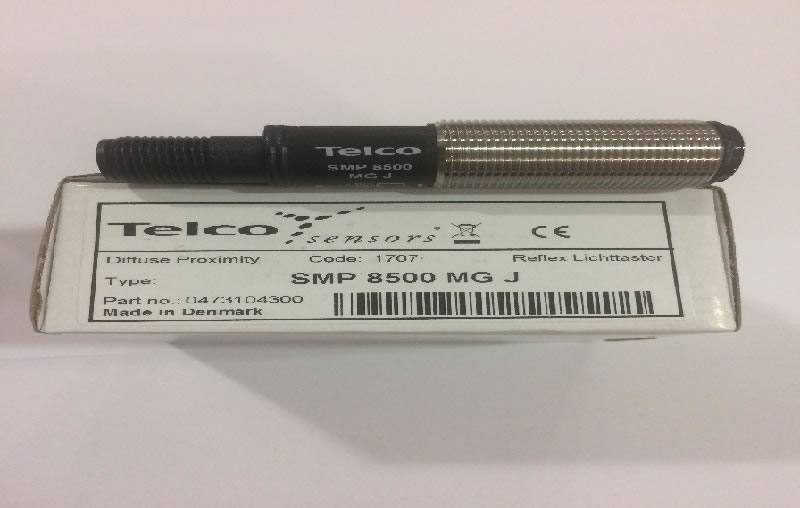 Telco
SMP 8500
MG J
Telco sensors CE
Diffuse Proximity Code: 1707 Reflex Lichttaster
Type: SMP 8500 MG J
Part no.: 0473104300
Made in Denmark